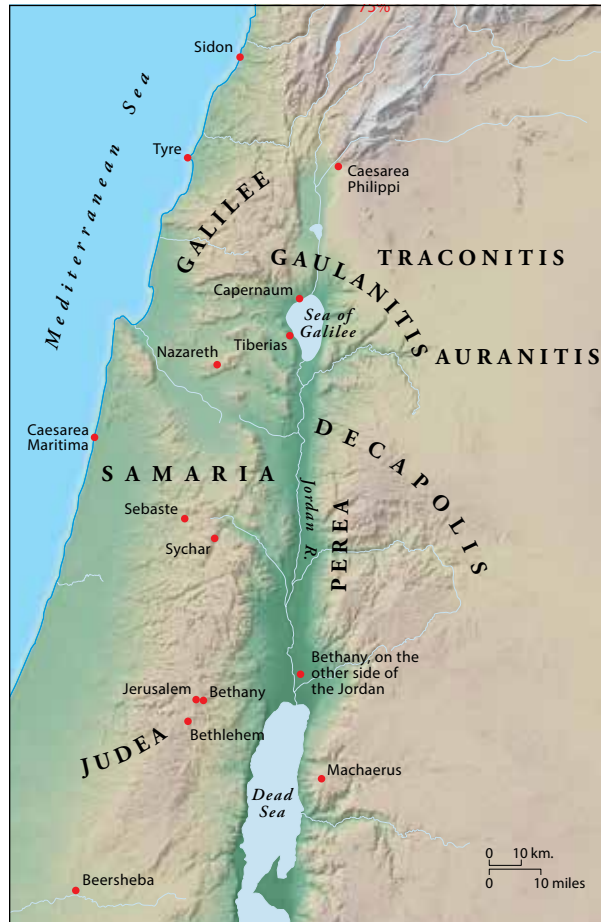 75%
Sidon
Mediterranean Sea
Tyre
Caesarea
Philippi
GALILEE
TRACONITIS
GAULANITIS
Capernaum
Sea of
Galilee
Tiberias
AURANITIS
Nazareth
Caesarea
Maritima
DECAPOLIS
SAMARIA
Jordan R.
Sebaste
PEREA
Sychar
Bethany, on the
other side of
the Jordan
Jerusalem
Bethany
Bethlehem
JUDEA
Machaerus
Dead
Sea
0 10 km.
0 10 miles
Beersheba